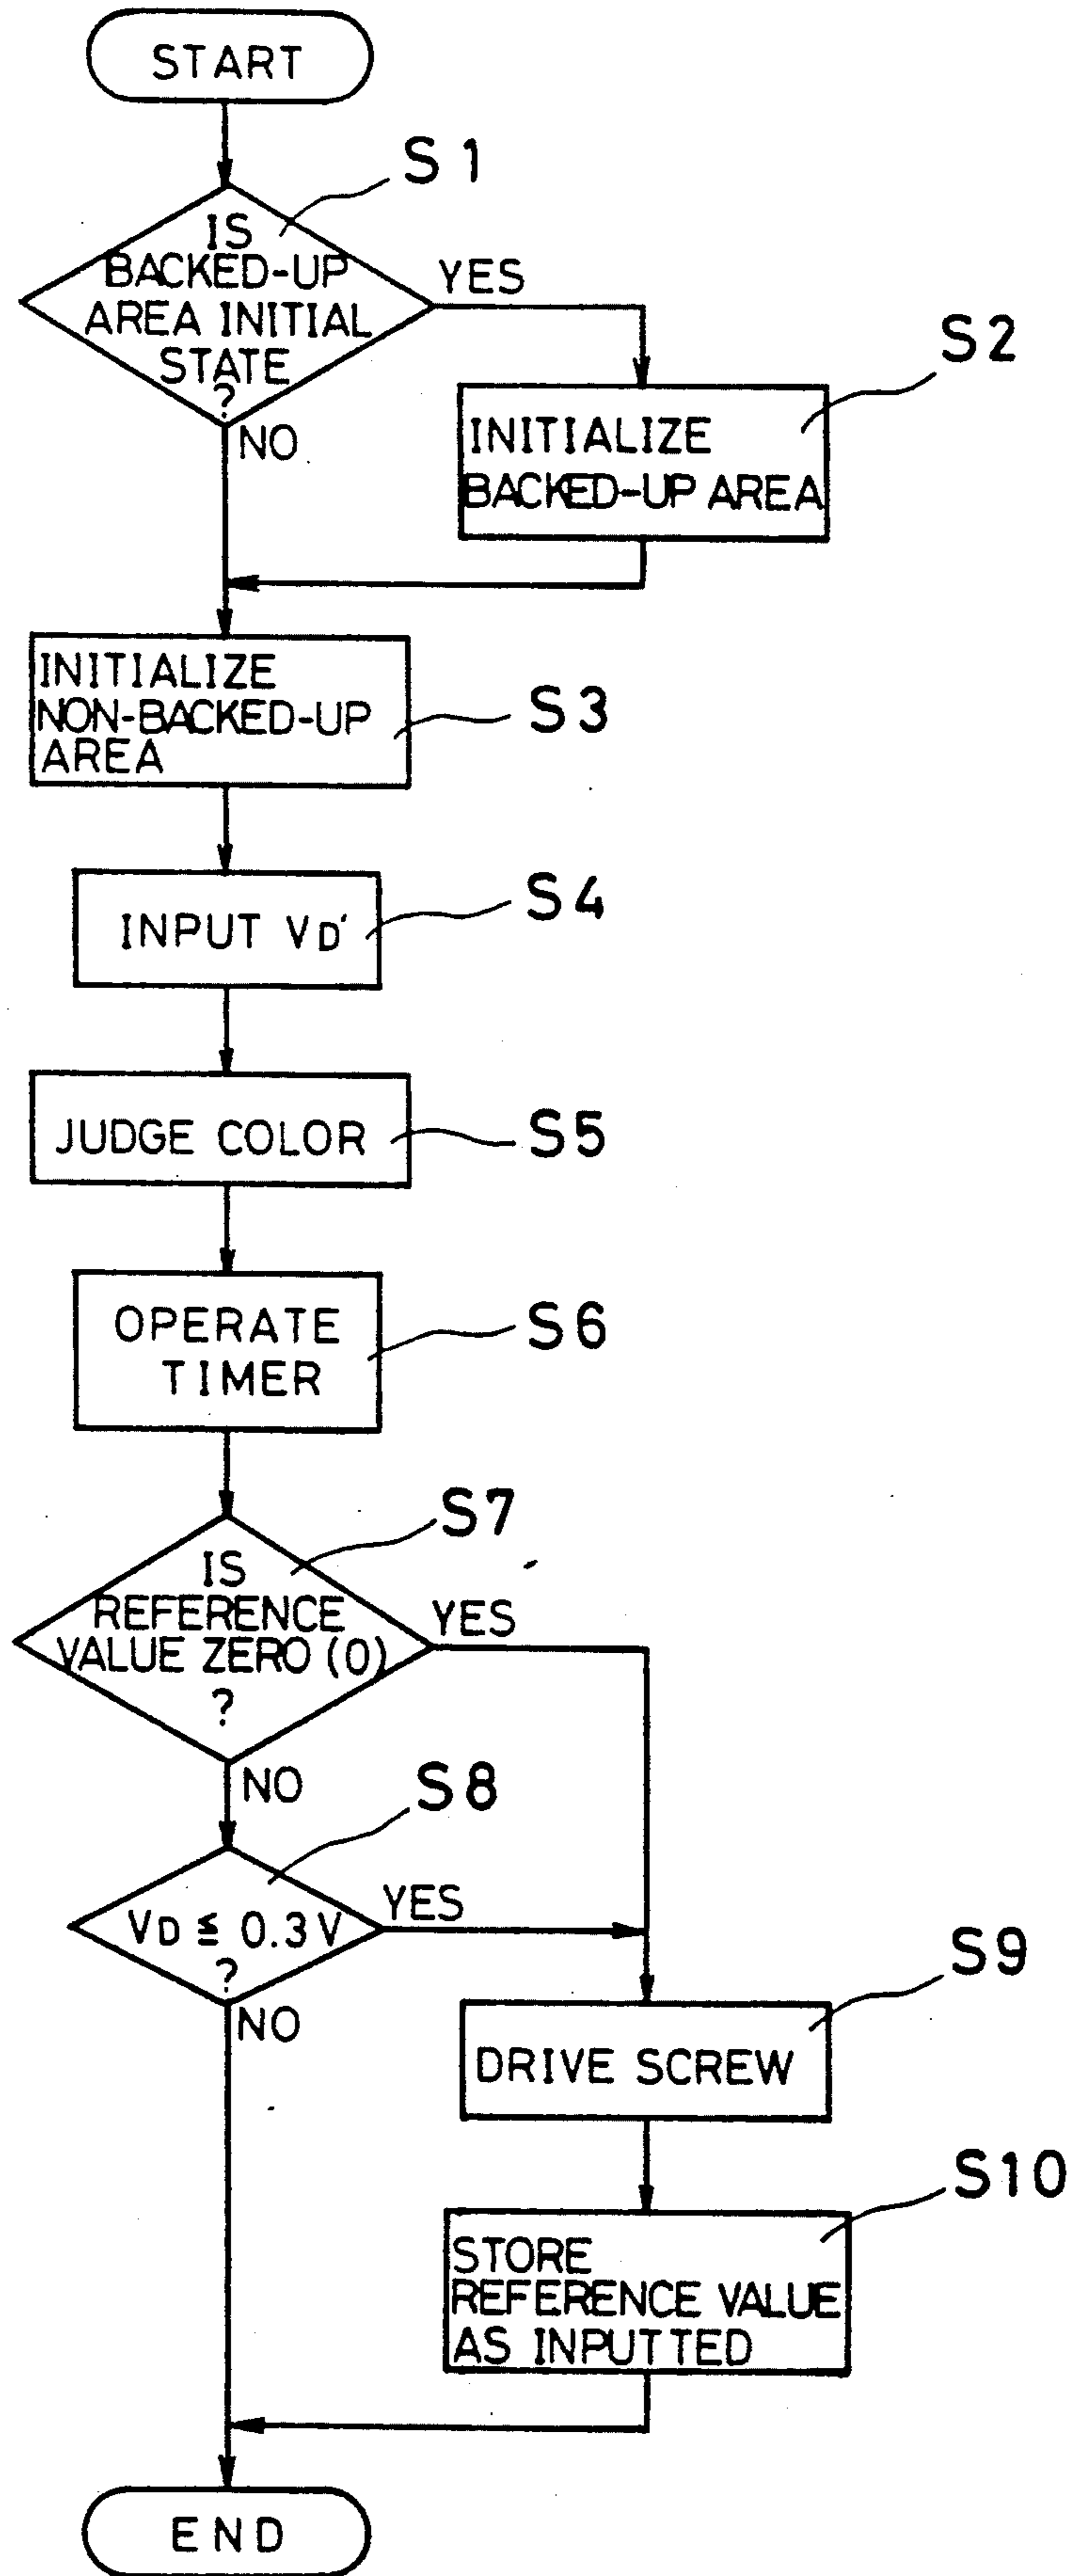 START
S1
IS
BACKED-UP
AREA INITIAL
STATE
?
YES
NO
S2
INITIALIZE
BACKED-UP AREA
INITIALIZE
NON-BACKED-UP
AREA
S3
INPUT VD'
S4
JUDGE COLOR
S5
OPERATE
TIMER
S6
S7
IS
REFERENCE
VALUE ZERO (0)
?
YES
NO
S8
VD ≦ 0.3 V
?
YES
NO
S9
DRIVE SCREW
S10
STORE
REFERENCE VALUE
AS INPUTTED
END